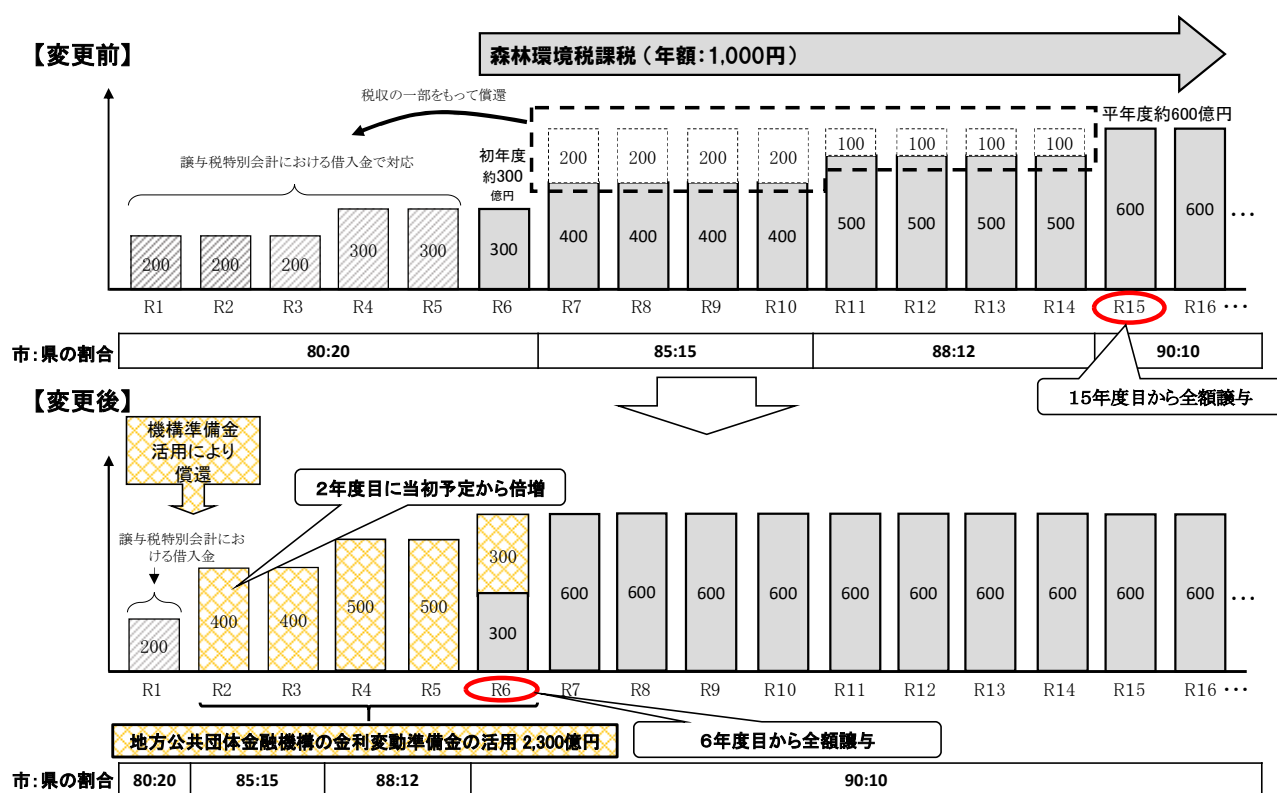 【変更前】
森林環境税課税（年額：1,000円）
税収の一部をもって償還
譲与税特別会計における借入金で対応
初年度
約300
億円
平年度約600億円
200 200 200 200 100 100 100 100
200 200 200 300 300 300 400 400 400 400 500 500 500 500 600 600 ･･･
R1 R2 R3 R4 R5 R6 R7 R8 R9 R10 R11 R12 R13 R14 R15 R16 ･･･
市：県の割合 80:20 85:15 88:12 90:10
15年度目から全額譲与
【変更後】
機構準備金
活用により
償還
２年度目に当初予定から倍増
譲与税特別会計にお
ける借入金
300
200 400 400 500 500 300 600 600 600 600 600 600 600 600 600 600 ･･･
R1 R2 R3 R4 R5 R6 R7 R8 R9 R10 R11 R12 R13 R14 R15 R16 ･･･
地方公共団体金融機構の金利変動準備金の活用 2,300億円
６年度目から全額譲与
市：県の割合 80:20 85:15 88:12 90:10